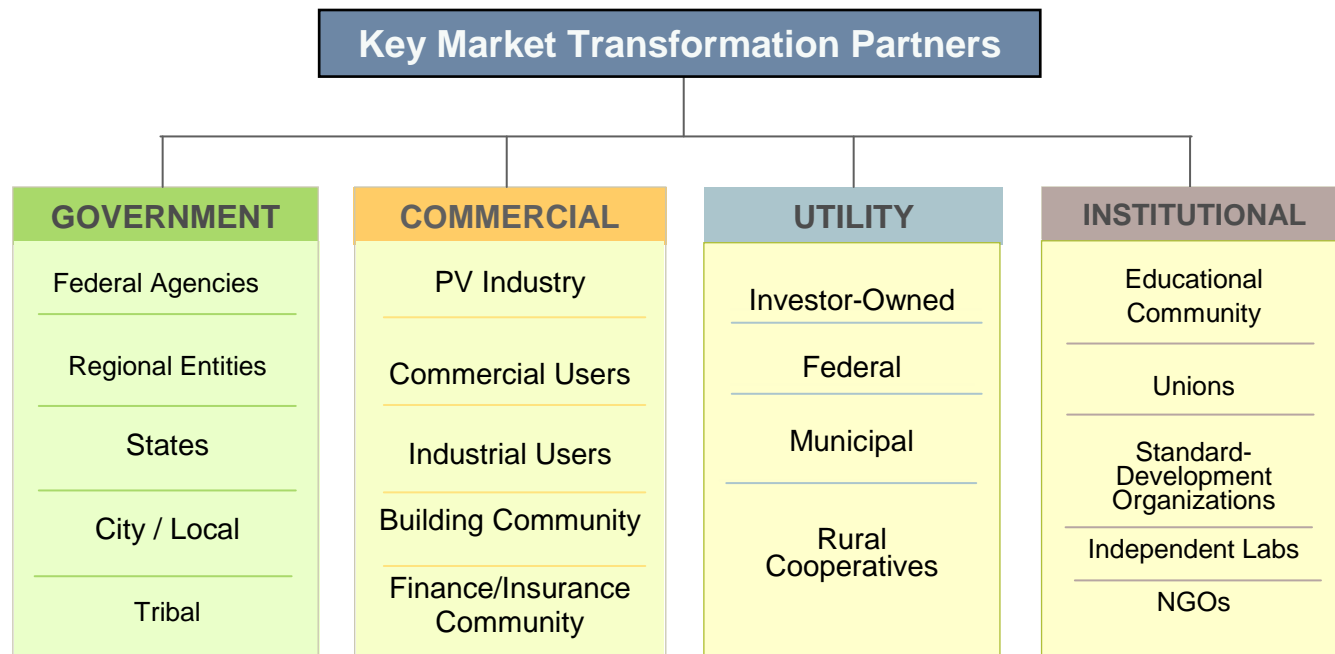 Key Market Transformation Partners
GOVERNMENT
Federal Agencies
Regional Entities
States
City / Local
Tribal
COMMERCIAL
PV Industry
Commercial Users
Industrial Users
Building Community
Finance/Insurance
Community
UTILITY
Investor-Owned
Federal
Municipal
Rural
Cooperatives
INSTITUTIONAL
Educational
Community
Unions
Standard-
Development
Organizations
Independent Labs
NGOs